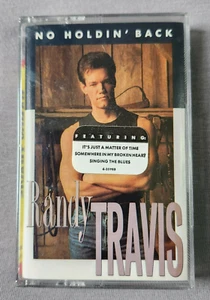 NO HOLDIN' BACK
FEATURING:
IT'S JUST A MATTER OF TIME
SOMEWHERE IN MY BROKEN HEART
SINGING THE BLUES
Randy
TRAVIS